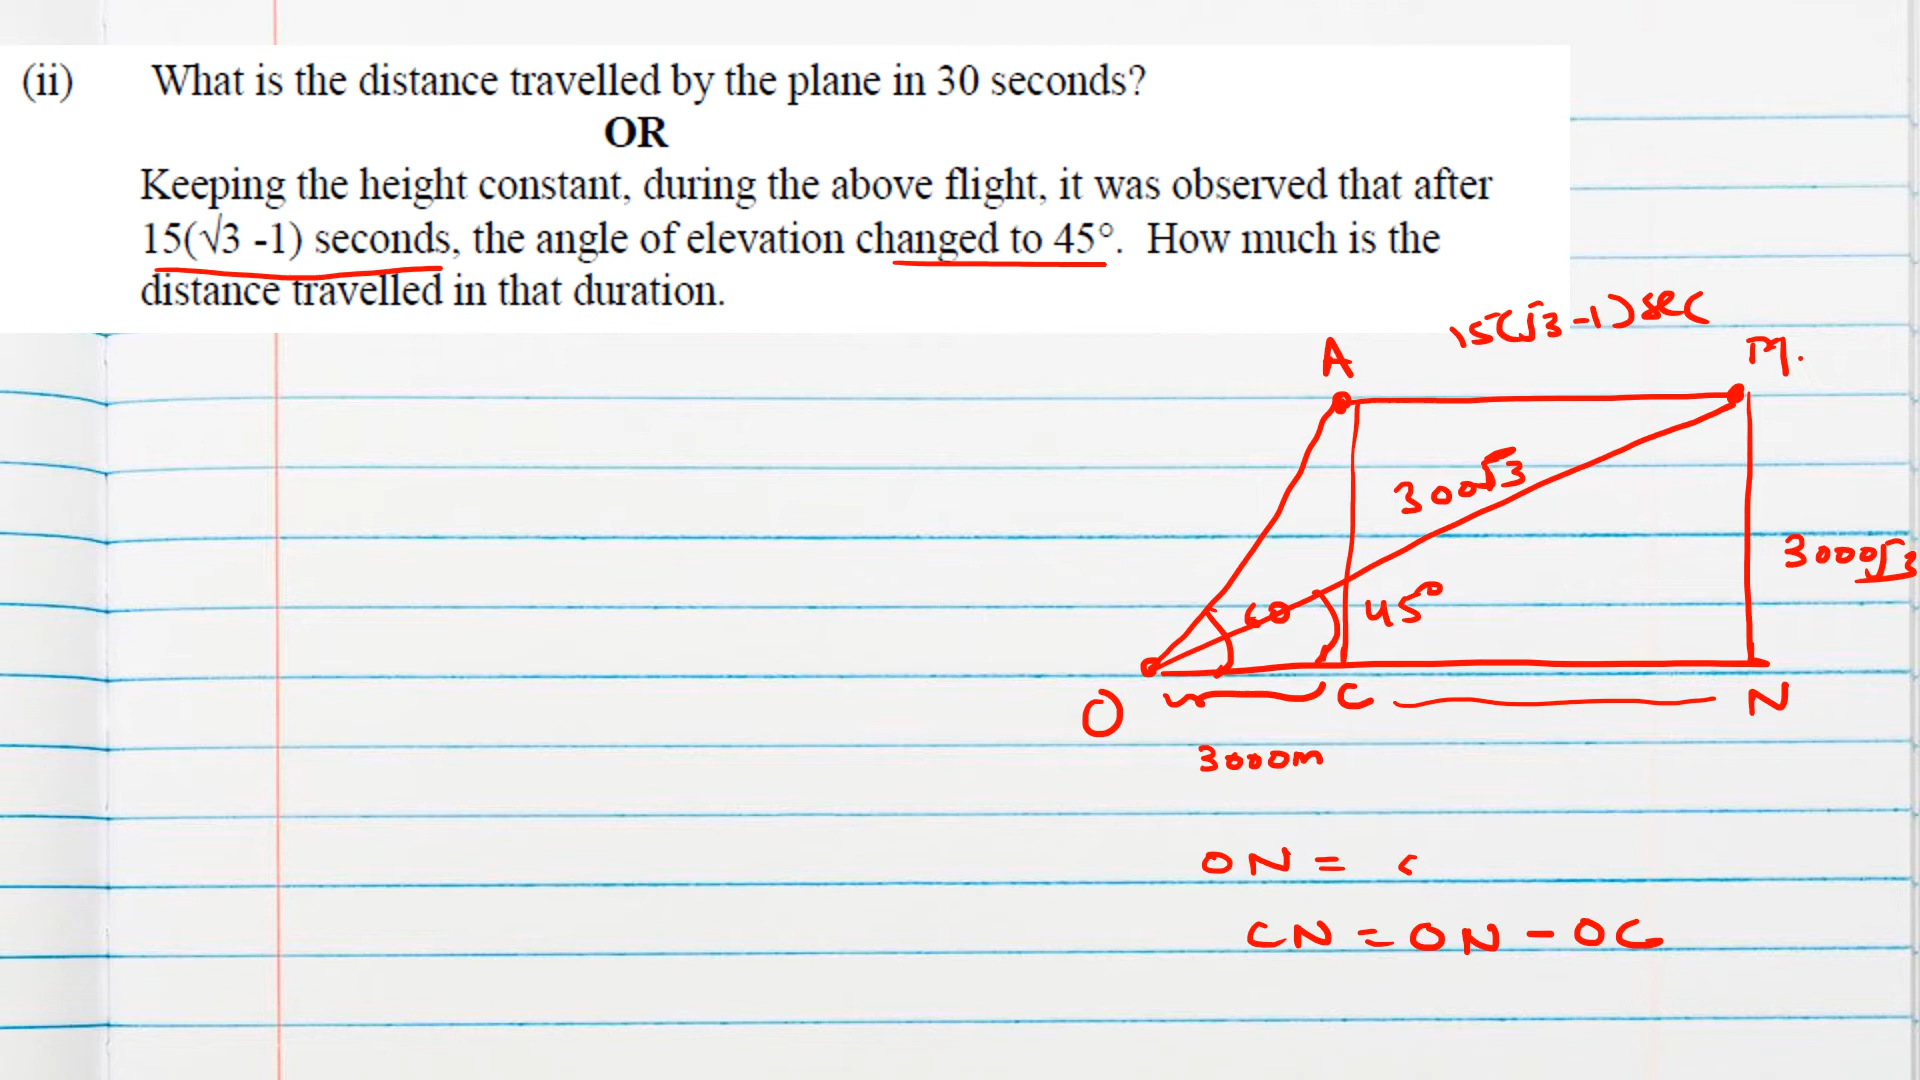 (ii) What is the distance travelled by the plane in 30 seconds?
OR
Keeping the height constant, during the above flight, it was observed that after
15(√3 -1) seconds, the angle of elevation changed to 45°. How much is the
distance travelled in that duration.
15(√3-1) sec
A
M.
300√3
3000√3
60
45°
O
C
N
3000m
ON = c
CN = ON - OC